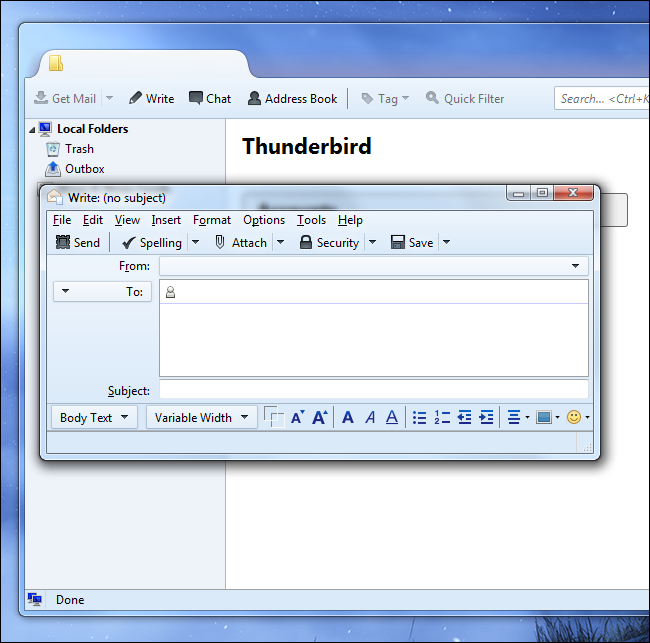 Get Mail Write Chat Address Book Tag Quick Filter Search... <Ctrl+K
Local Folders
Trash
Outbox
Thunderbird
Write: (no subject)
File Edit View Insert Format Options Tools Help
Send Spelling Attach Security Save
From:
To:
Subject:
Body Text Variable Width
Done